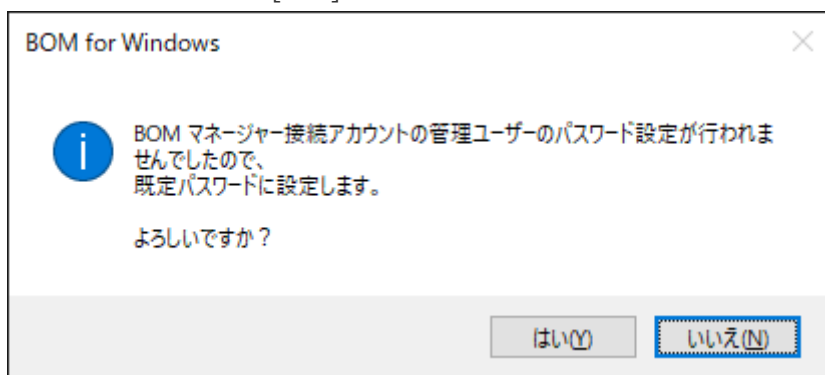 BOM for Windows
BOM マネージャー接続アカウントの管理ユーザーのパスワード設定が行われま
せんでしたので、
既定パスワードに設定します。
よろしいですか？
はい(Y)
いいえ(N)